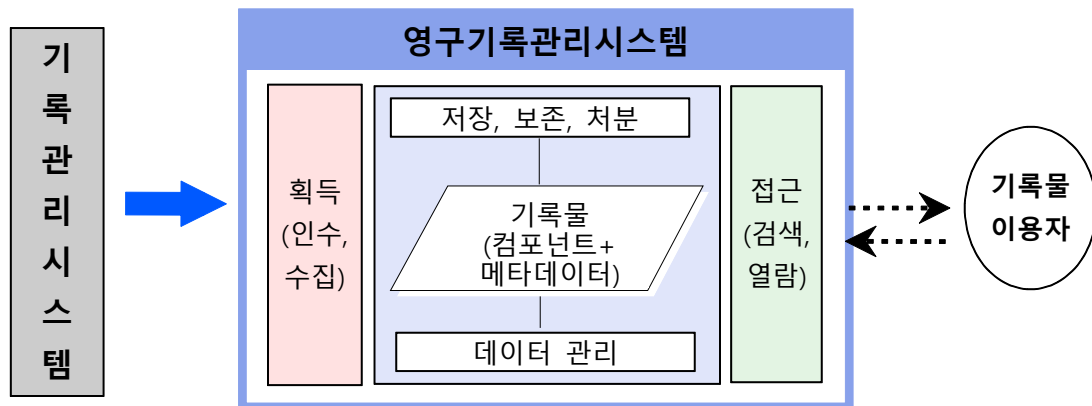 기
록
관
리
시
스
템
영구기록관리시스템
획득
(인수,
수집)
저장, 보존, 처분
기록물
(컴포넌트+
메타데이터)
데이터 관리
접근
(검색,
열람)
기록물
이용자